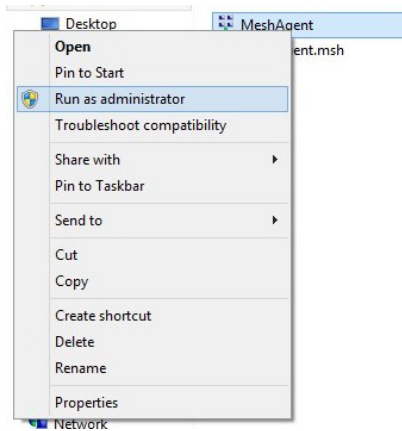 Desktop
MeshAgent
Open
ent.msh
Pin to Start
Run as administrator
Troubleshoot compatibility
Share with
Pin to Taskbar
Send to
Cut
Copy
Create shortcut
Delete
Rename
Properties
Network